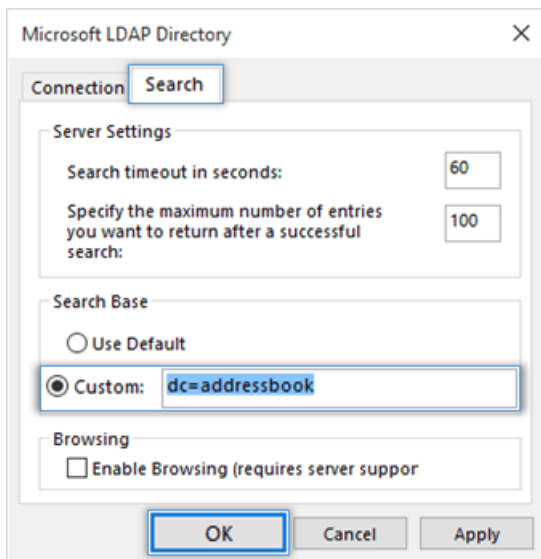 Microsoft LDAP Directory
Connection Search
Server Settings
Search timeout in seconds: 60
Specify the maximum number of entries
you want to return after a successful
search: 100
Search Base
Use Default
Custom: dc=addressbook
Browsing
Enable Browsing (requires server suppor
OK Cancel Apply